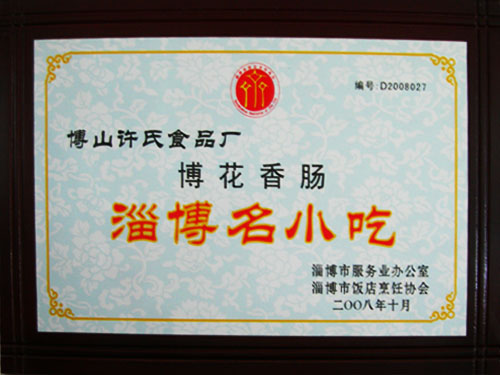 编号:D2008027
博山许氏食品厂
博花香肠
淄博名小吃
淄博市服务业办公室
淄博市饭店烹饪协会
二〇〇八年十月